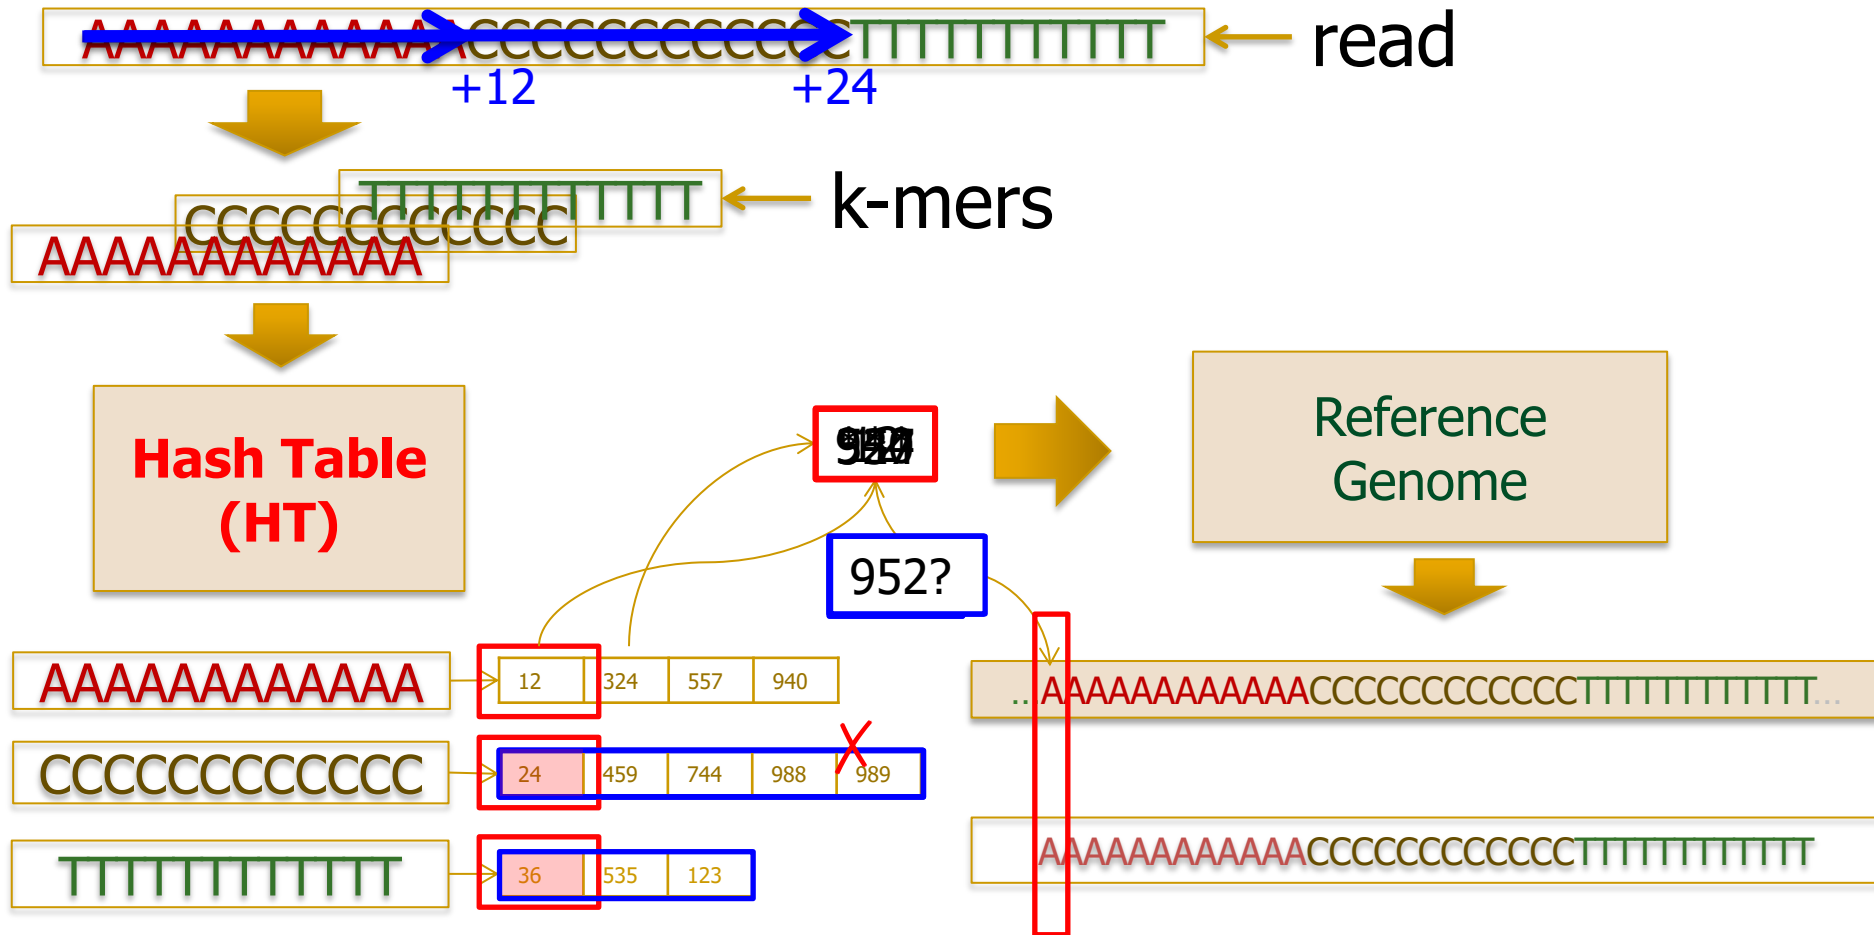 AAAAAAAAAAAACCCCCCCCCCCCTTTTTTTTTTT
read
+12 +24
TTTTTTTTTTTT
k-mers
CCCCCCCCCCCC
AAAAAAAAAAAA
Hash Table
(HT)
Reference
Genome
952?
AAAAAAAAAAAA 12 324 557 940
...AAAAAAAAAAAACCCCCCCCCCCCTTTTTTTTTTTT...
CCCCCCCCCCCC 24 459 744 988 989
TTTTTTTTTTTT 36 535 123
AAAAAAAAAAAACCCCCCCCCCCCTTTTTTTTTTTT